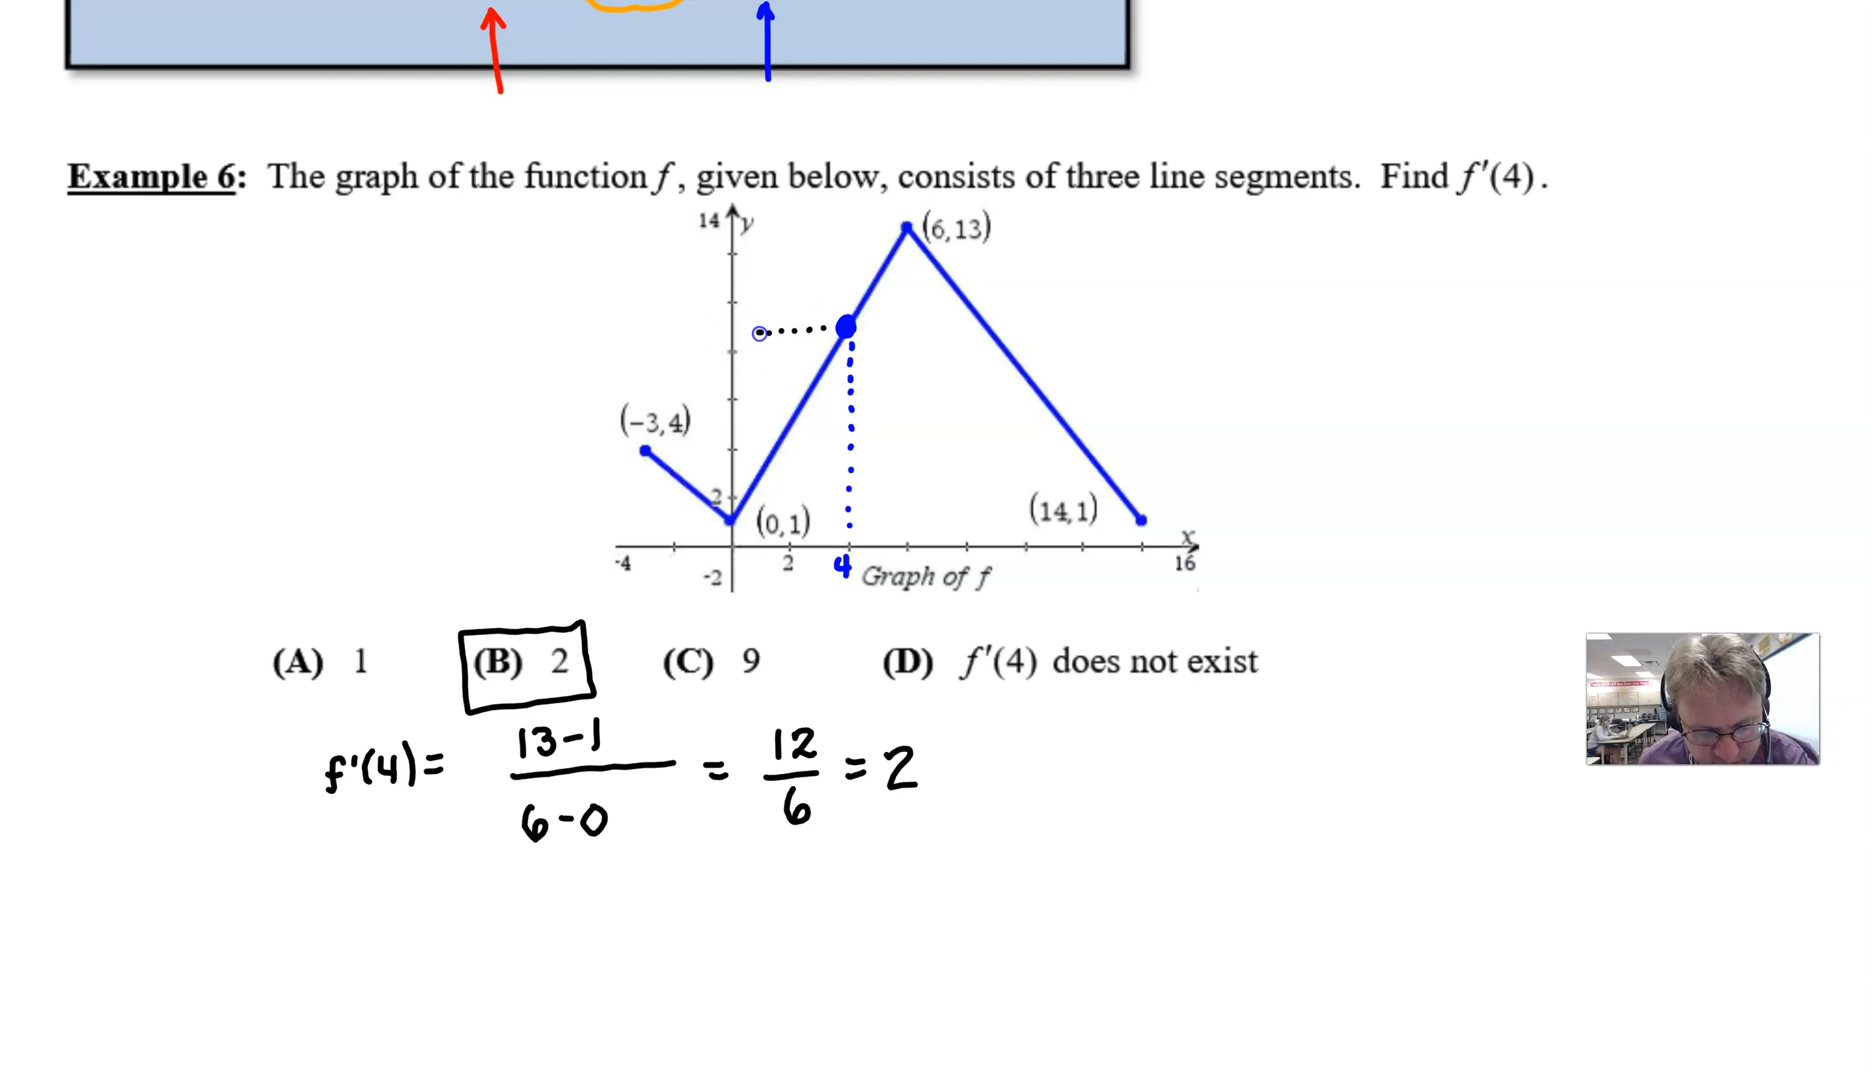 Example 6: The graph of the function f, given below, consists of three line segments. Find f′(4).
14 y
(6,13)
(−3,4)
2
(0,1)
(14,1)
x
-4
-2
2
4
16
Graph of f
(A) 1 (B) 2 (C) 9 (D) f′(4) does not exist
f'(4) = 13-1 / 6-0 = 12 / 6 = 2